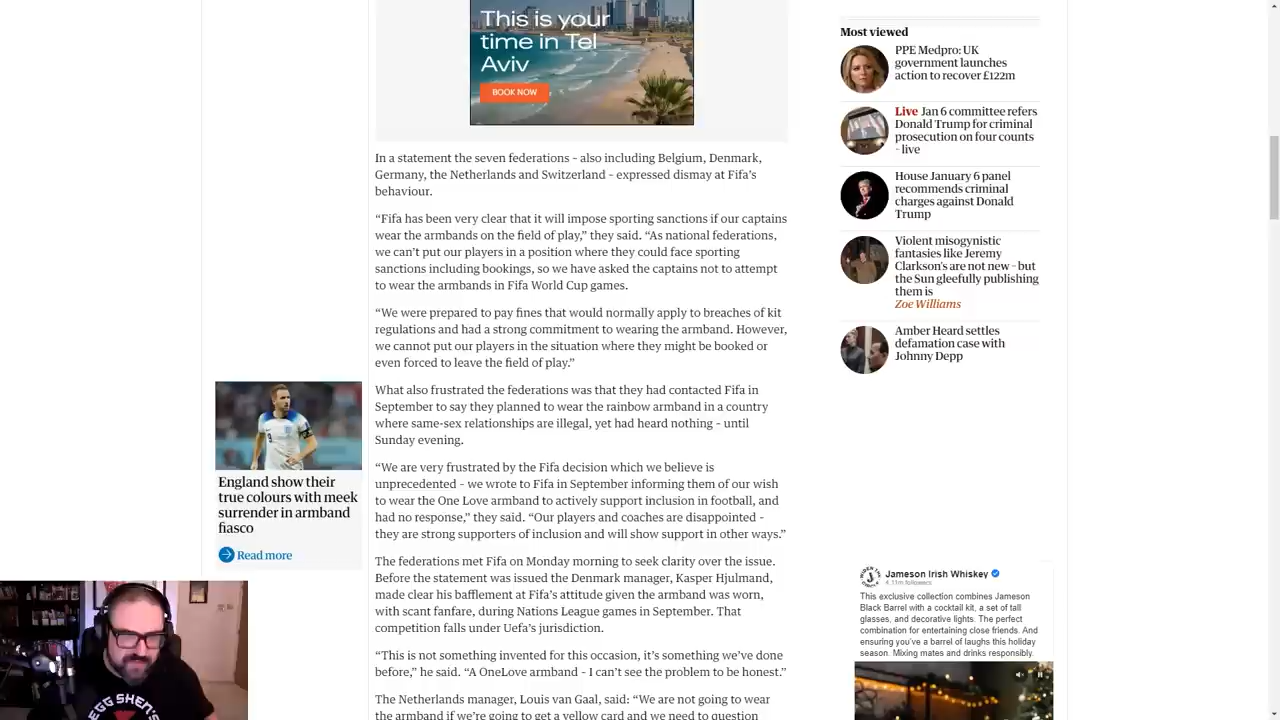 This is your
time in Tel
Aviv
BOOK NOW
In a statement the seven federations – also including Belgium, Denmark,
Germany, the Netherlands and Switzerland – expressed dismay at Fifa’s
behaviour.
“Fifa has been very clear that it will impose sporting sanctions if our captains
wear the armbands on the field of play,” they said. “As national federations,
we can’t put our players in a position where they could face sporting
sanctions including bookings, so we have asked the captains not to attempt
to wear the armbands in Fifa World Cup games.
“We were prepared to pay fines that would normally apply to breaches of kit
regulations and had a strong commitment to wearing the armband. However,
we cannot put our players in the situation where they might be booked or
even forced to leave the field of play.”
What also frustrated the federations was that they had contacted Fifa in
September to say they planned to wear the rainbow armband in a country
where same-sex relationships are illegal, yet had heard nothing – until
Sunday evening.
“We are very frustrated by the Fifa decision which we believe is
unprecedented – we wrote to Fifa in September informing them of our wish
to wear the One Love armband to actively support inclusion in football, and
had no response,” they said. “Our players and coaches are disappointed –
they are strong supporters of inclusion and will show support in other ways.”
The federations met Fifa on Monday morning to seek clarity over the issue.
Before the statement was issued the Denmark manager, Kasper Hjulmand,
made clear his bafflement at Fifa’s attitude given the armband was worn,
with scant fanfare, during Nations League games in September. That
competition falls under Uefa’s jurisdiction.
“This is not something invented for this occasion, it’s something we’ve done
before,” he said. “A OneLove armband – I can’t see the problem to be honest.”
The Netherlands manager, Louis van Gaal, said: “We are not going to wear
the armband if we’re going to get a yellow card and we need to question
England show their
true colours with meek
surrender in armband
fiasco
Read more
EGG SHEN'S
Most viewed
PPE Medpro: UK
government launches
action to recover £122m
Live Jan 6 committee refers
Donald Trump for criminal
prosecution on four counts
– live
House January 6 panel
recommends criminal
charges against Donald
Trump
Violent misogynistic
fantasies like Jeremy
Clarkson’s are not new – but
the Sun gleefully publishing
them is
Zoe Williams
Amber Heard settles
defamation case with
Johnny Depp
Jameson Irish Whiskey
4.11m followers
This exclusive collection combines Jameson
Black Barrel with a cocktail kit, a set of tall
glasses, and decorative lights. The perfect
combination for entertaining close friends. And
ensuring you've a barrel of laughs this holiday
season. Mixing mates and drinks responsibly.